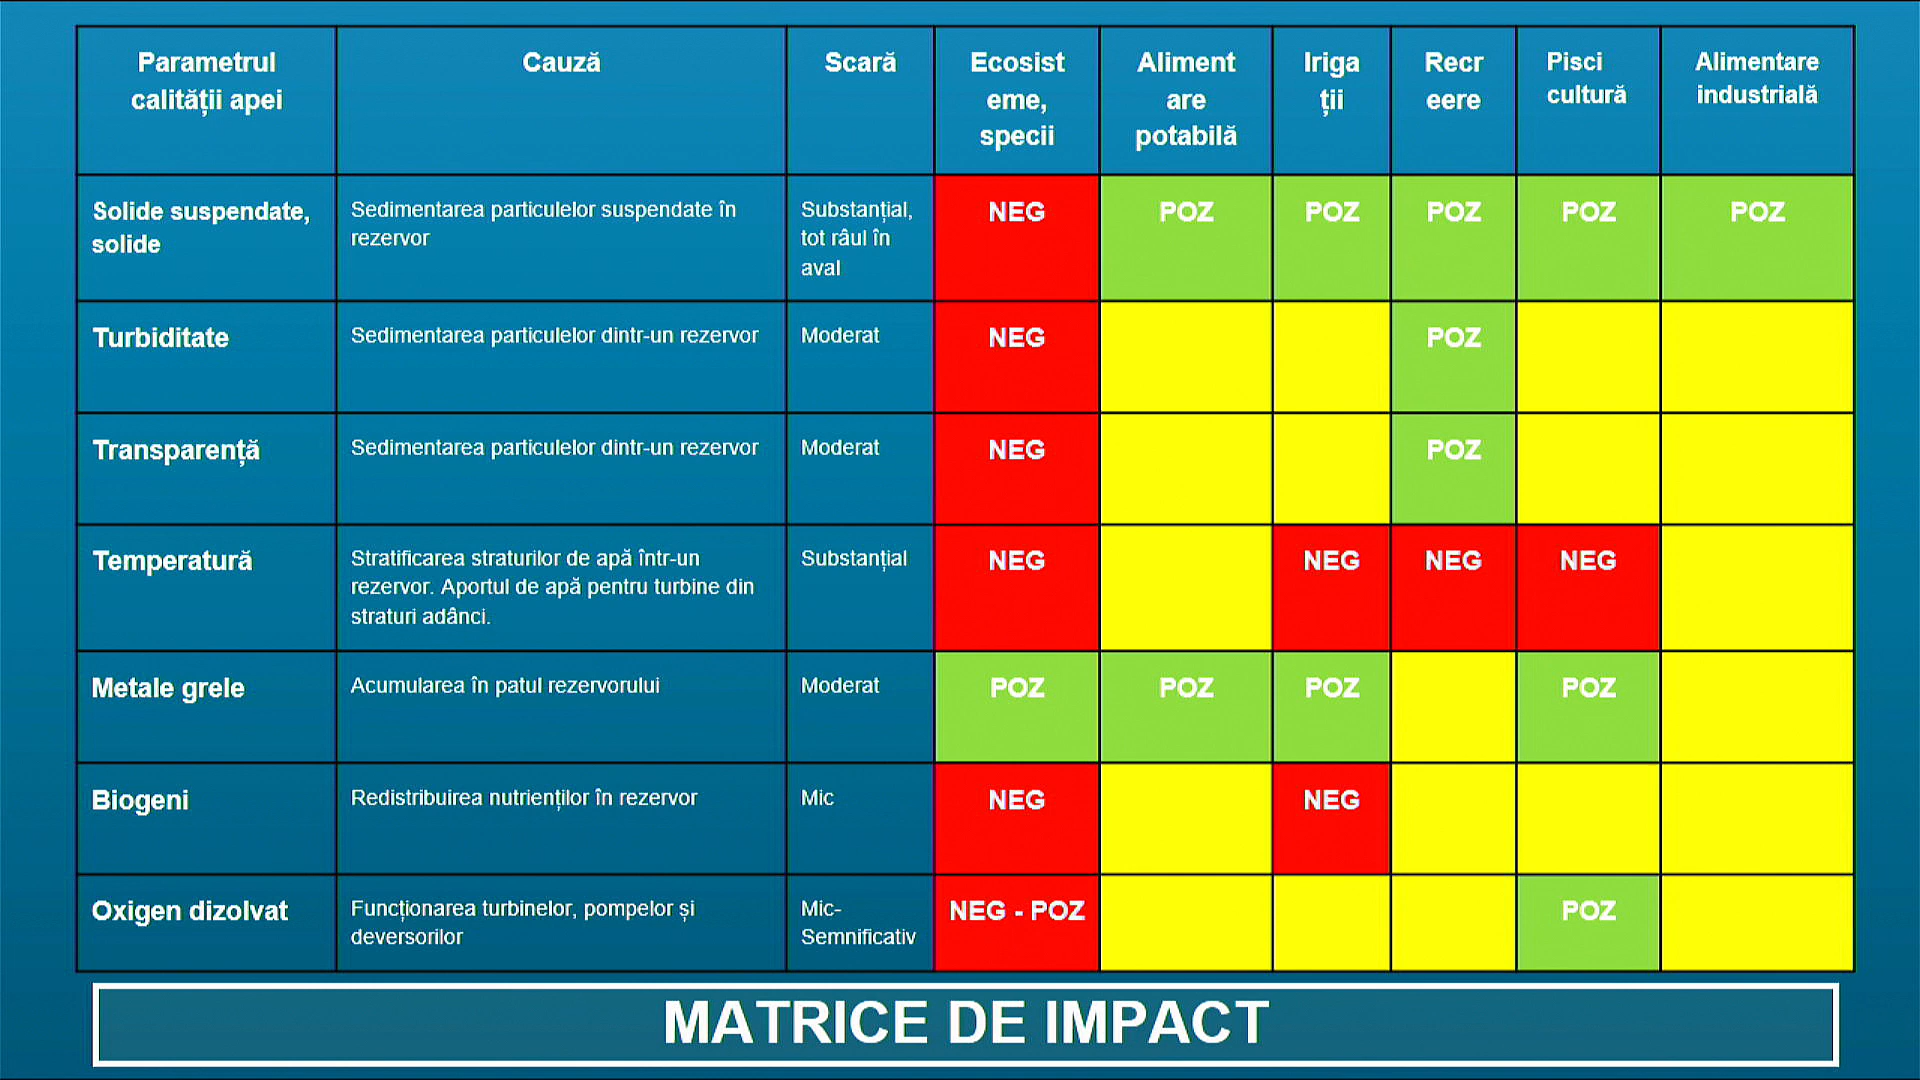 Parametrul
calității apei
Cauză
Scară
Ecosist
eme,
specii
Aliment
are
potabilă
Iriga
ții
Recr
eere
Pisci
cultură
Alimentare
industrială
Solide suspendate,
solide
Sedimentarea particulelor suspendate în
rezervor
Substanțial,
tot râul în
aval
NEG
POZ
POZ
POZ
POZ
POZ
Turbiditate
Sedimentarea particulelor dintr-un rezervor
Moderat
NEG
POZ
Transparență
Sedimentarea particulelor dintr-un rezervor
Moderat
NEG
POZ
Temperatură
Stratificarea straturilor de apă într-un
rezervor. Aportul de apă pentru turbine din
straturi adânci.
Substanțial
NEG
NEG
NEG
NEG
Metale grele
Acumularea în patul rezervorului
Moderat
POZ
POZ
POZ
POZ
Biogeni
Redistribuirea nutrienților în rezervor
Mic
NEG
NEG
Oxigen dizolvat
Funcționarea turbinelor, pompelor și
deversorilor
Mic-
Semnificativ
NEG - POZ
POZ
MATRICE DE IMPACT